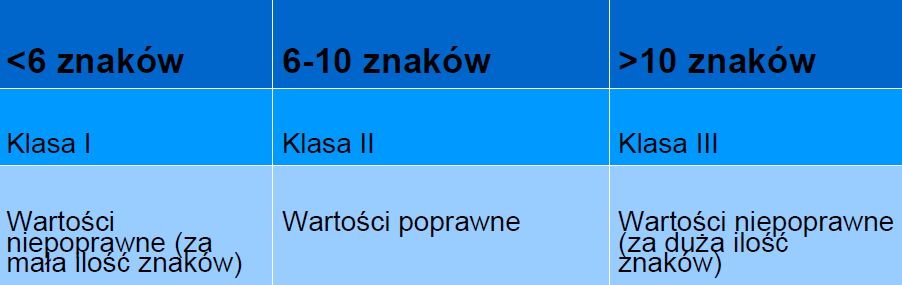 <6 znaków
6-10 znaków
>10 znaków
Klasa I
Klasa II
Klasa III
Wartości
niepoprawne (za
mała ilość znaków)
Wartości poprawne
Wartości niepoprawne
(za duża ilość
znaków)